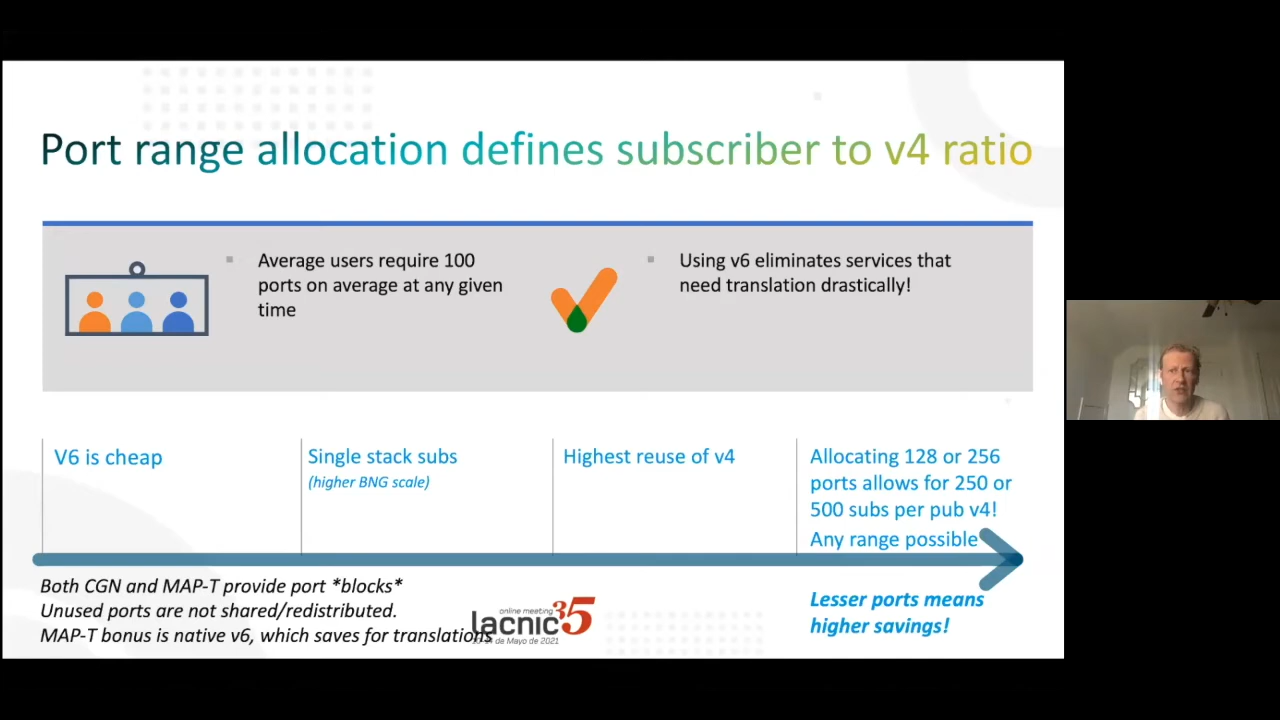 Port range allocation defines subscriber to v4 ratio
Average users require 100
ports on average at any given
time
Using v6 eliminates services that
need translation drastically!
V6 is cheap
Single stack subs
(higher BNG scale)
Highest reuse of v4
Allocating 128 or 256
ports allows for 250 or
500 subs per pub v4!
Any range possible
Both CGN and MAP-T provide port *blocks*
Unused ports are not shared/redistributed.
MAP-T bonus is native v6, which saves for translations
Lesser ports means
higher savings!
online meeting
lacnic35
de Mayo de 2021